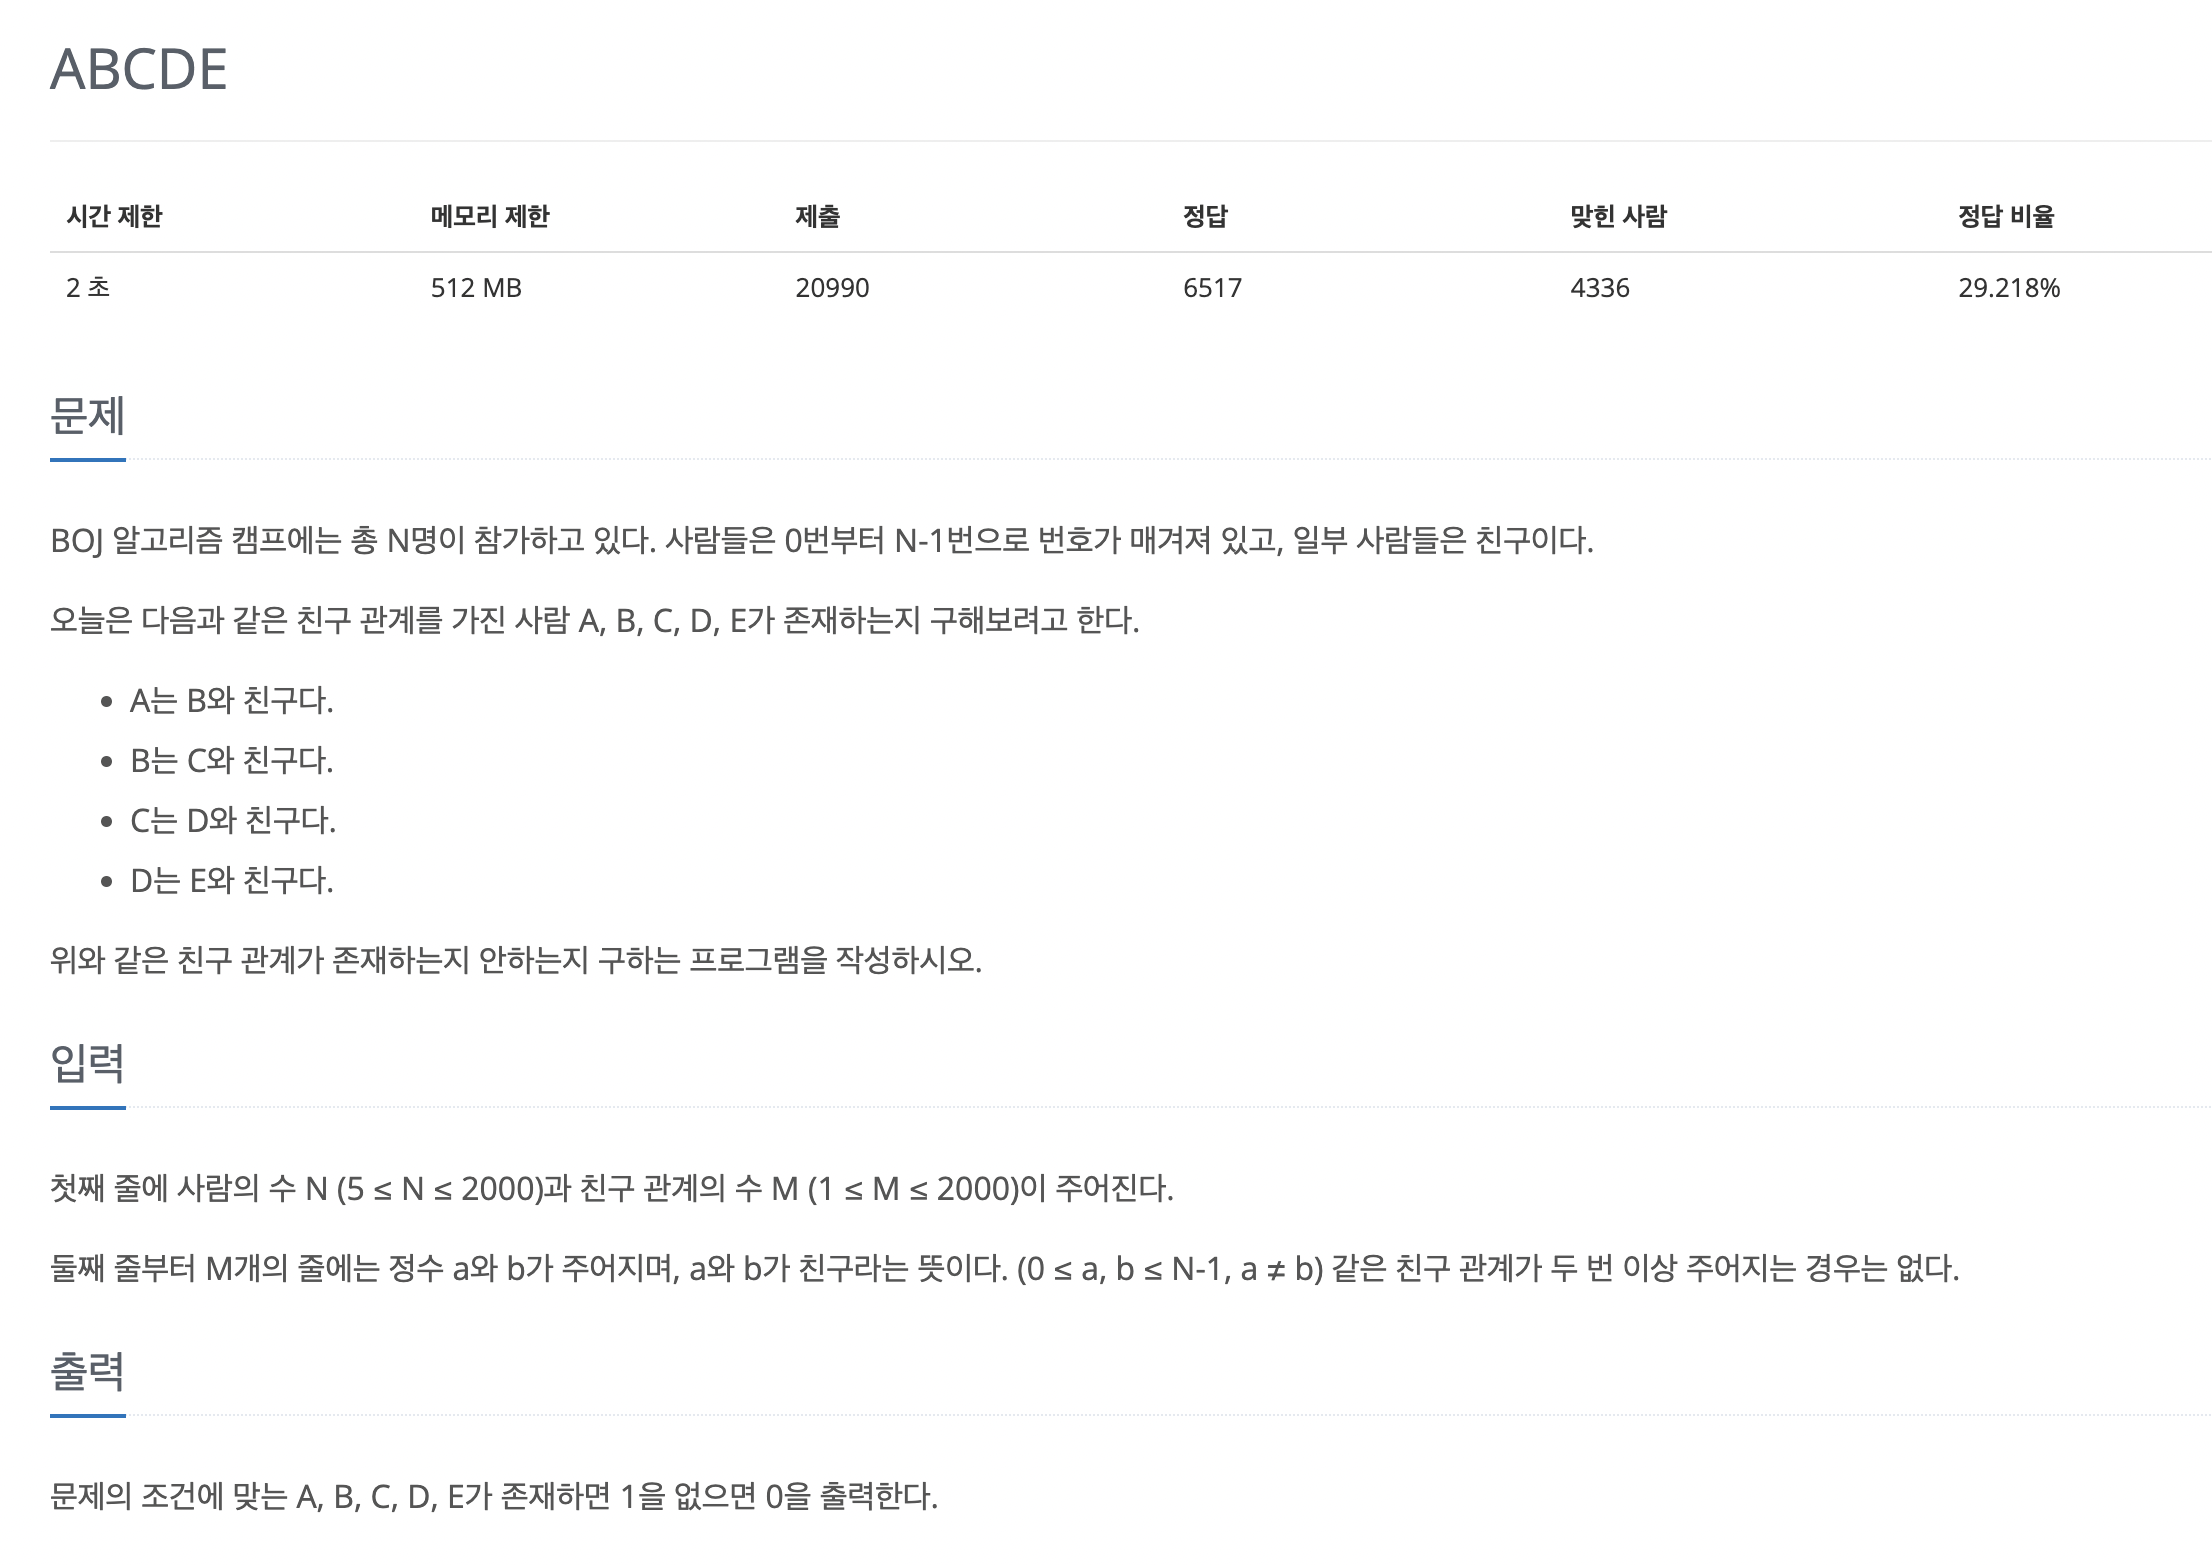 ABCDE
시간 제한 메모리 제한 제출 정답 맞힌 사람 정답 비율
2 초 512 MB 20990 6517 4336 29.218%
문제
BOJ 알고리즘 캠프에는 총 N명이 참가하고 있다. 사람들은 0번부터 N-1번으로 번호가 매겨져 있고, 일부 사람들은 친구이다.
오늘은 다음과 같은 친구 관계를 가진 사람 A, B, C, D, E가 존재하는지 구해보려고 한다.
• A는 B와 친구다.
• B는 C와 친구다.
• C는 D와 친구다.
• D는 E와 친구다.
위와 같은 친구 관계가 존재하는지 안하는지 구하는 프로그램을 작성하시오.
입력
첫째 줄에 사람의 수 N (5 ≤ N ≤ 2000)과 친구 관계의 수 M (1 ≤ M ≤ 2000)이 주어진다.
둘째 줄부터 M개의 줄에는 정수 a와 b가 주어지며, a와 b가 친구라는 뜻이다. (0 ≤ a, b ≤ N-1, a ≠ b) 같은 친구 관계가 두 번 이상 주어지는 경우는 없다.
출력
문제의 조건에 맞는 A, B, C, D, E가 존재하면 1을 없으면 0을 출력한다.